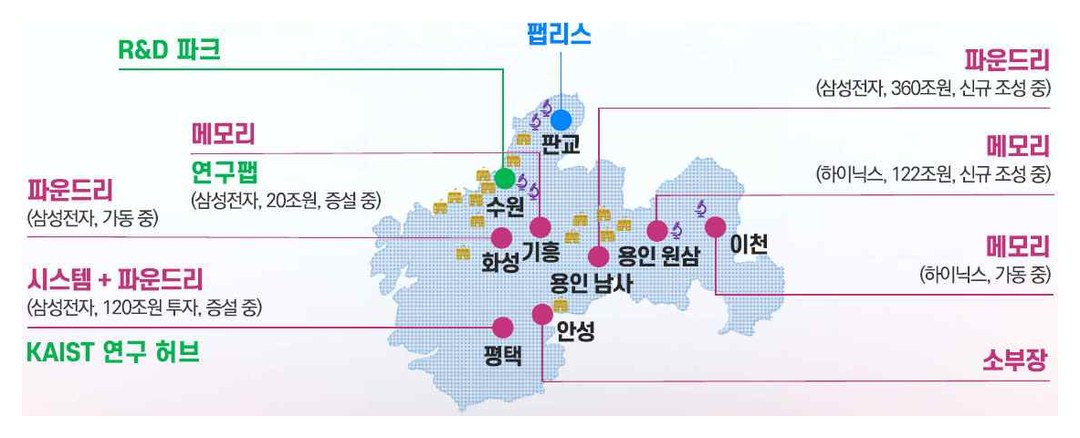 팹리스
R&D 파크
파운드리
(삼성전자, 360조원, 신규 조성 중)
메모리
연구팹
(삼성전자, 20조원, 증설 중)
메모리
(하이닉스, 122조원, 신규 조성 중)
파운드리
(삼성전자, 가동 중)
메모리
(하이닉스, 가동 중)
시스템 + 파운드리
(삼성전자, 120조원 투자, 증설 중)
KAIST 연구 허브
소부장
판교
수원
화성
기흥
용인 원삼
이천
용인 남사
안성
평택